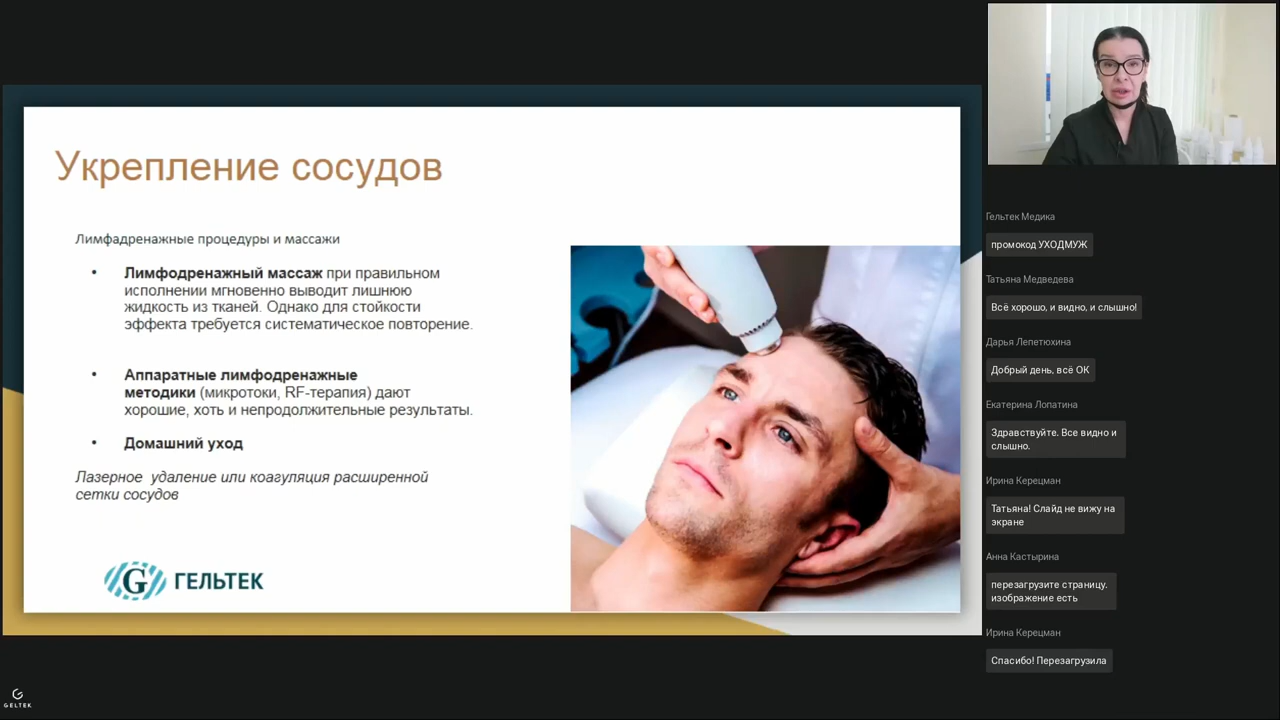 Укрепление сосудов
Лимфадренажные процедуры и массажи
• Лимфодренажный массаж при правильном
исполнении мгновенно выводит лишнюю
жидкость из тканей. Однако для стойкости
эффекта требуется систематическое повторение.
• Аппаратные лимфодренажные
методики (микротоки, RF-терапия) дают
хорошие, хоть и непродолжительные результаты.
• Домашний уход
Лазерное удаление или коагуляция расширенной
сетки сосудов
G ГЕЛЬТЕК
G
GELTEK
Гельтек Медика
промокод УХОДМУЖ
Татьяна Медведева
Всё хорошо, и видно, и слышно!
Дарья Лепетюхина
Добрый день, всё ОК
Екатерина Лопатина
Здравствуйте. Все видно и
слышно.
Ирина Керецман
Татьяна! Слайд не вижу на
экране
Анна Кастырина
перезагрузите страницу.
изображение есть
Ирина Керецман
Спасибо! Перезагрузила